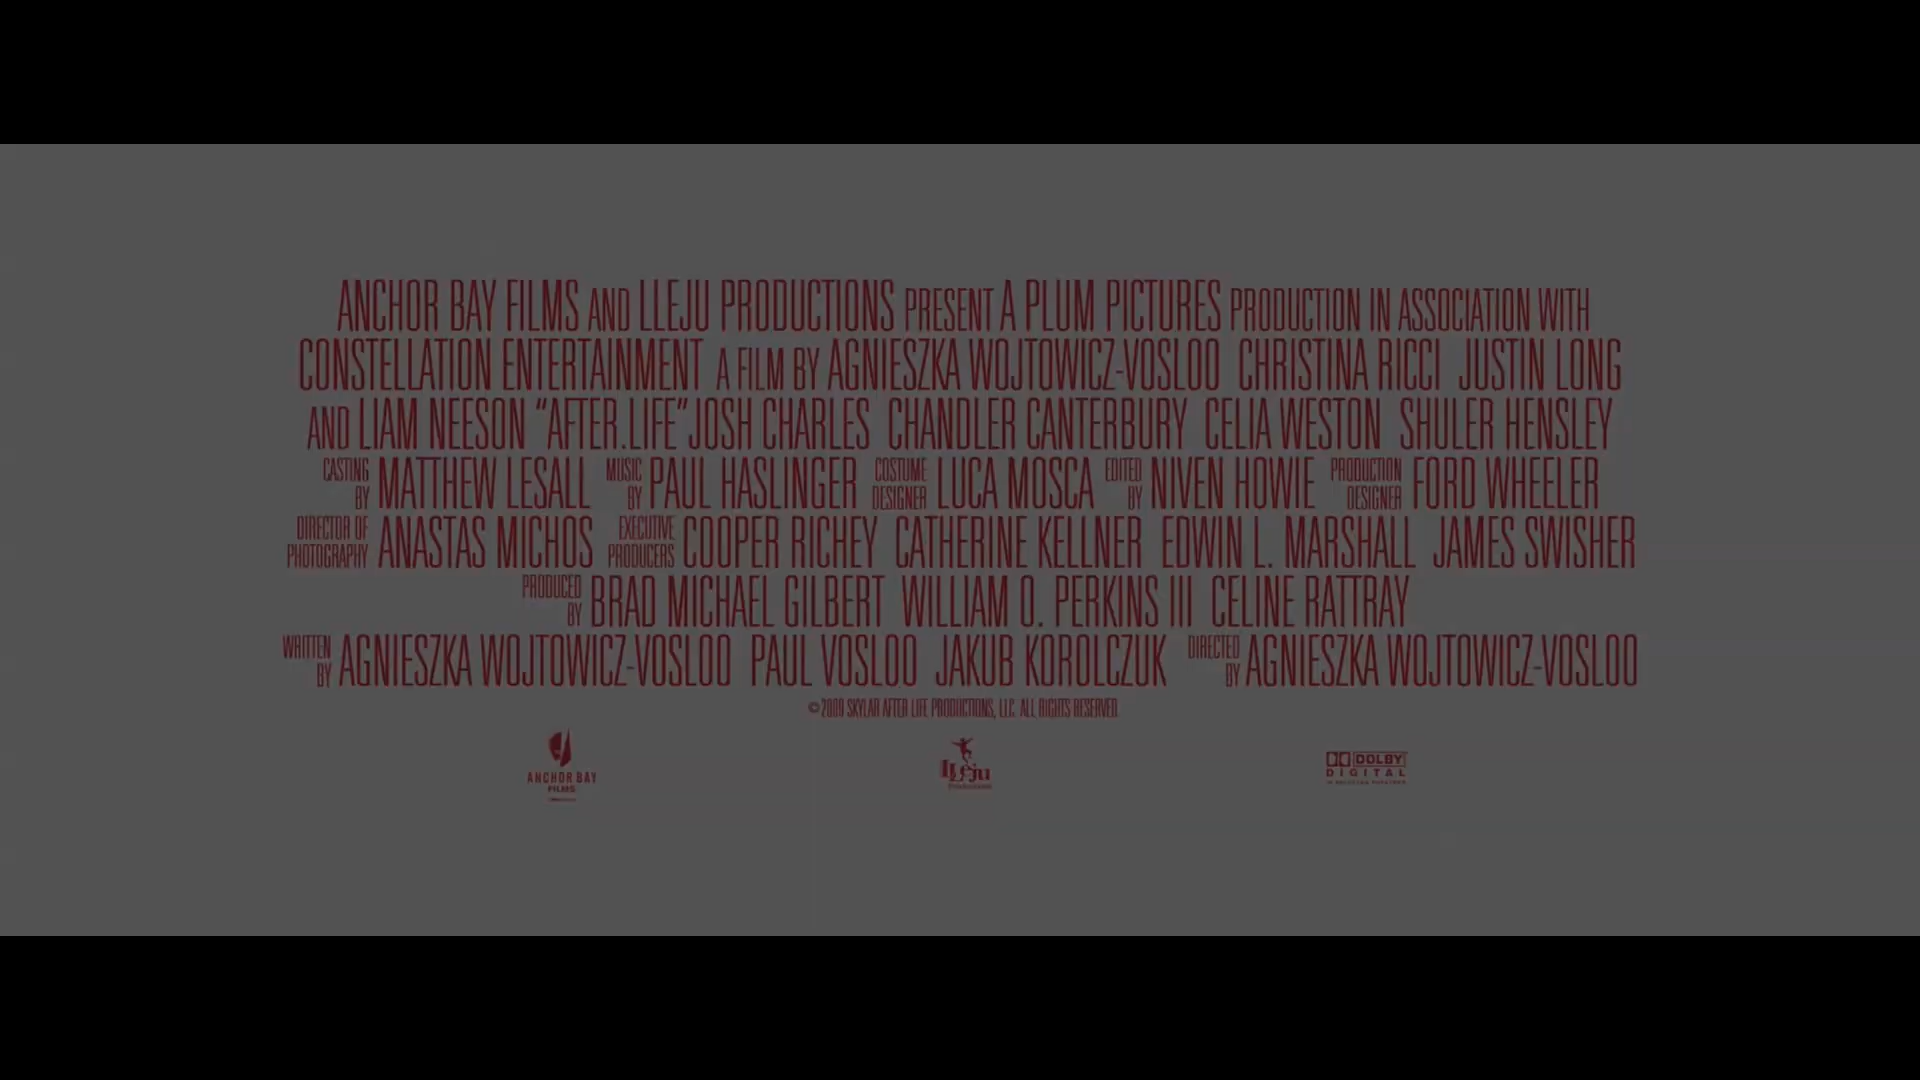 ANCHOR BAY FILMS AND LLEJU PRODUCTIONS PRESENT A PLUM PICTURES PRODUCTION IN ASSOCIATION WITH
CONSTELLATION ENTERTAINMENT A FILM BY AGNIESZKA WOJTOWICZ-VOSLOO CHRISTINA RICCI JUSTIN LONG
AND LIAM NEESON “AFTER.LIFE” JOSH CHARLES CHANDLER CANTERBURY CELIA WESTON SHULER HENSLEY
CASTING BY MATTHEW LESALL MUSIC BY PAUL HASLINGER COSTUME DESIGNER LUCA MOSCA EDITED BY NIVEN HOWIE PRODUCTION DESIGNER FORD WHEELER
DIRECTOR OF PHOTOGRAPHY ANASTAS MICHOS EXECUTIVE PRODUCERS COOPER RICHEY CATHERINE KELLNER EDWIN L. MARSHALL JAMES SWISHER
PRODUCED BY BRAD MICHAEL GILBERT WILLIAM O. PERKINS III CELINE RATTRAY
WRITTEN BY AGNIESZKA WOJTOWICZ-VOSLOO PAUL VOSLOO JAKUB KOROLCZUK DIRECTED BY AGNIESZKA WOJTOWICZ-VOSLOO
© 2009 SKYLAR AFTER LIFE PRODUCTIONS, LLC. ALL RIGHTS RESERVED.
ANCHOR BAY
FILMS
LLeju
DOLBY
DIGITAL